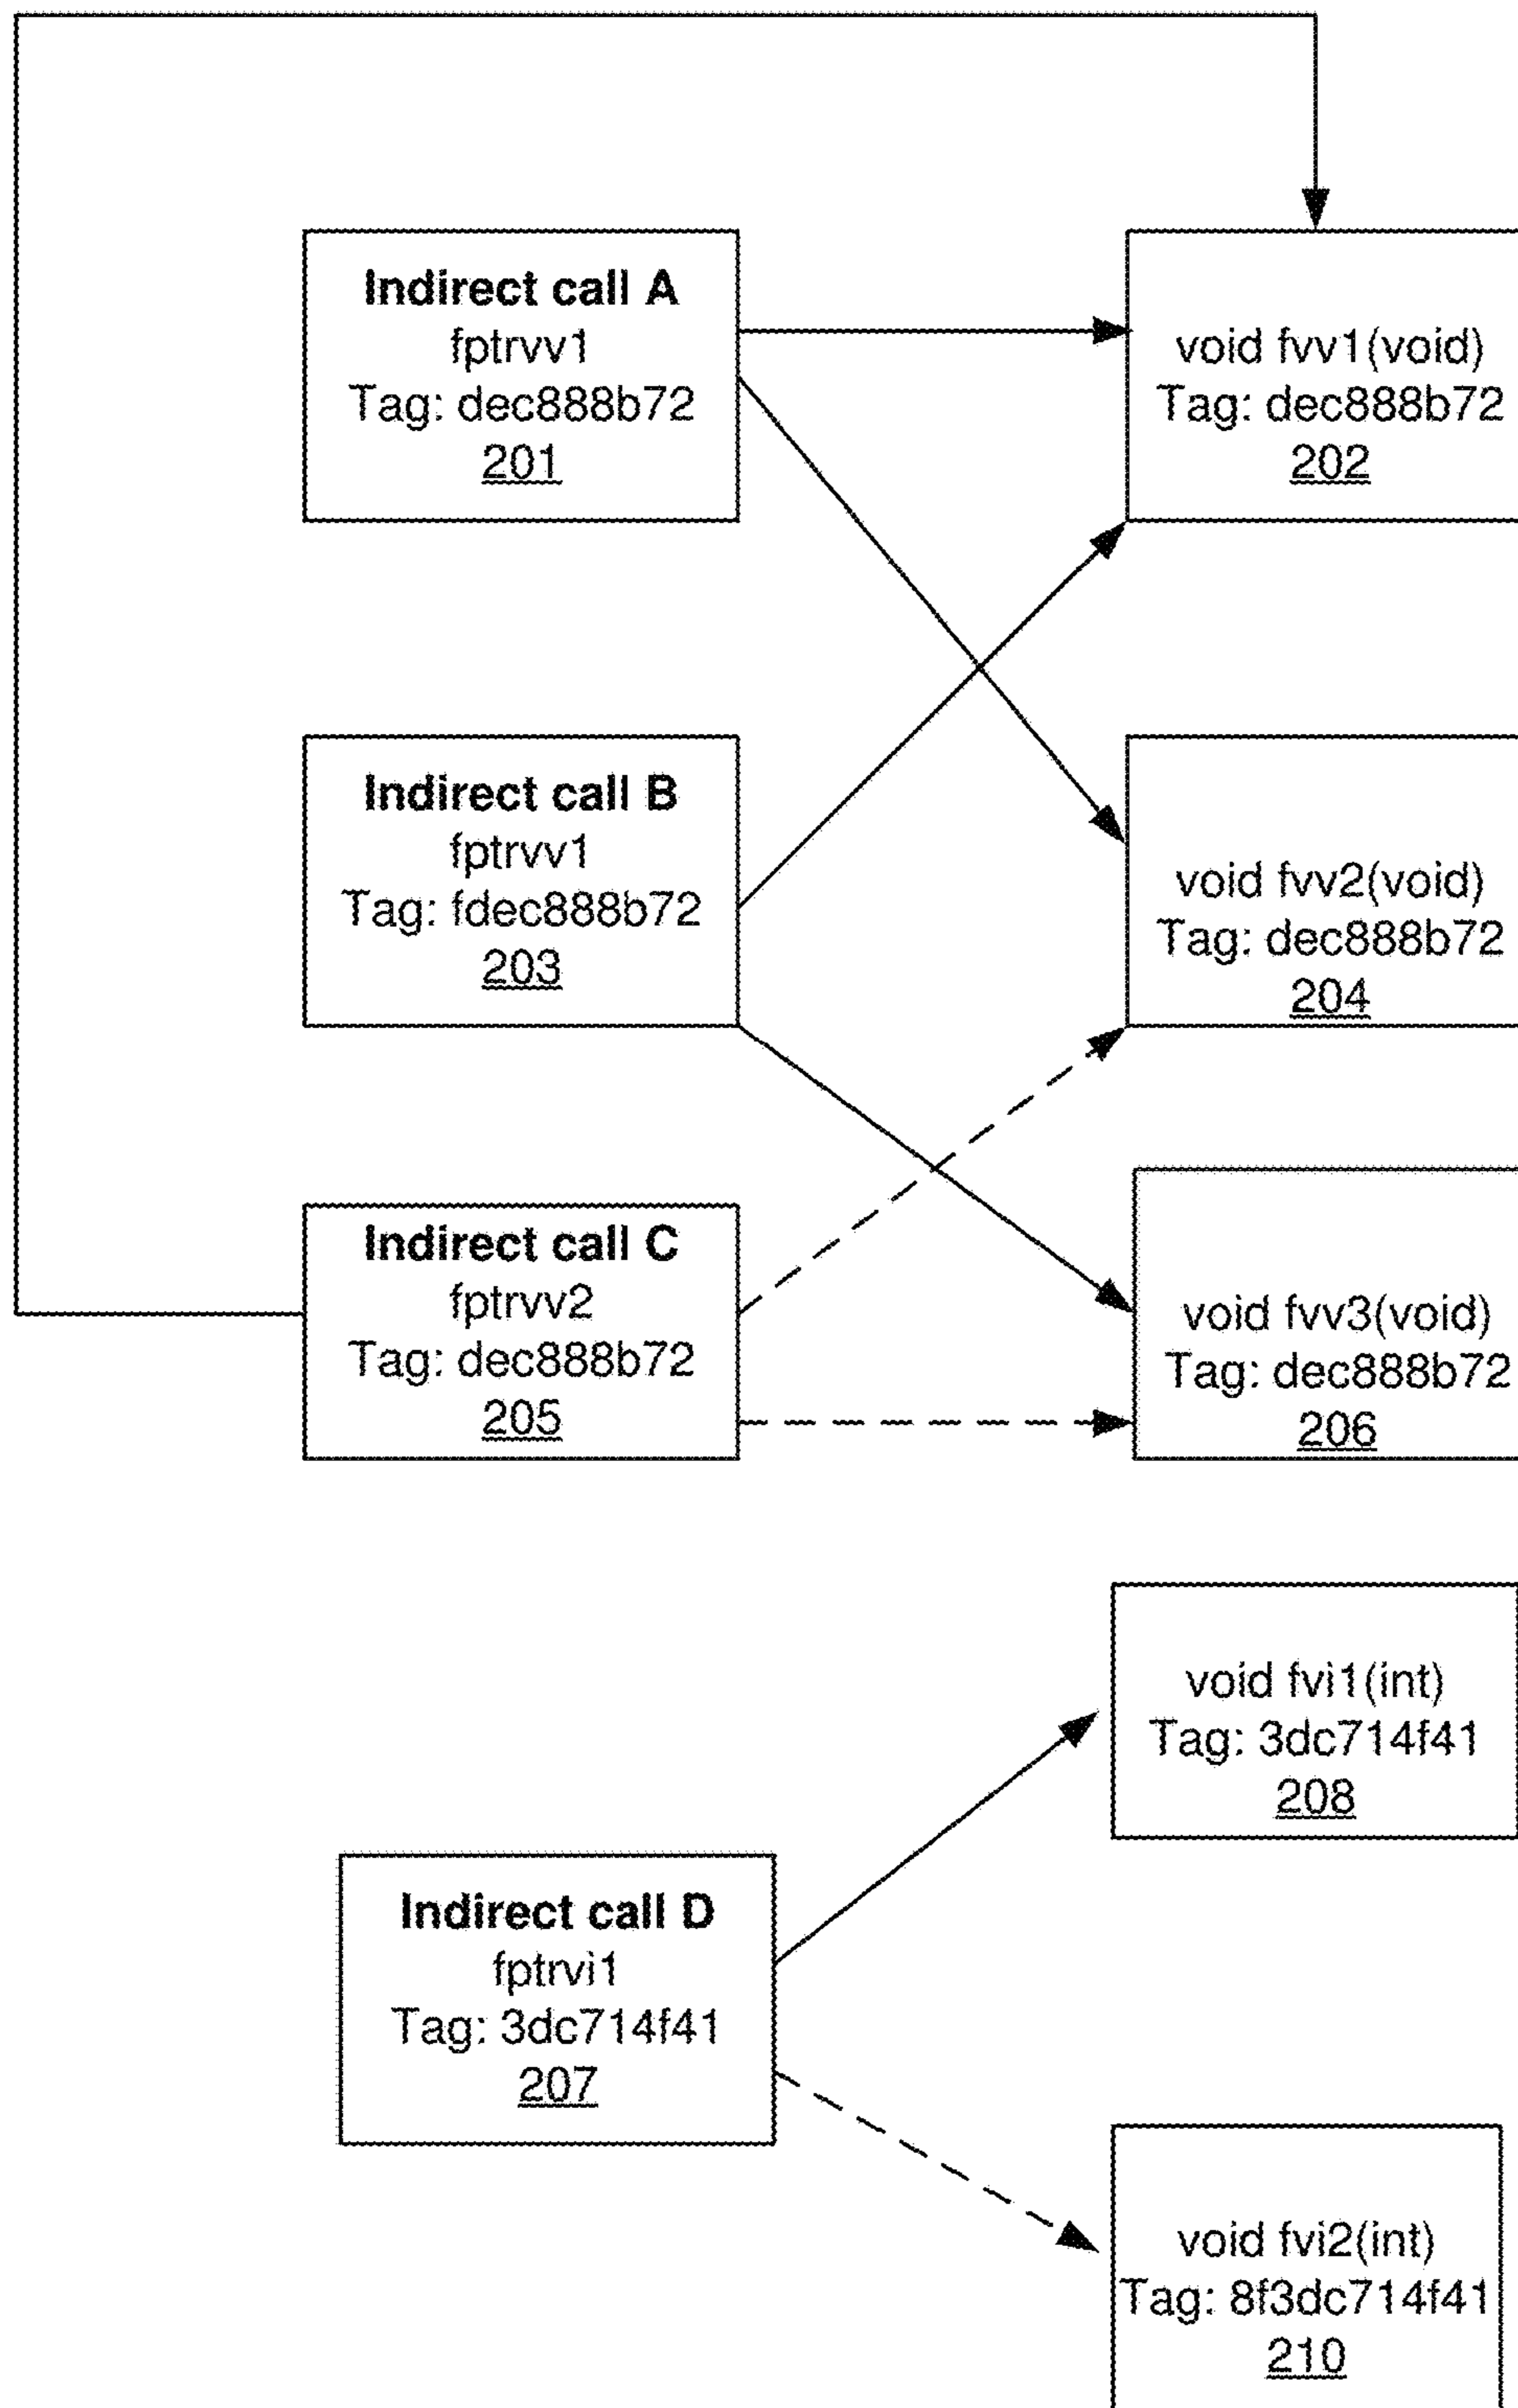 Indirect call A
fptrvv1
Tag: dec888b72
201
void fvv1(void)
Tag: dec888b72
202
Indirect call B
fptrvv1
Tag: fdec888b72
203
void fvv2(void)
Tag: dec888b72
204
Indirect call C
fptrvv2
Tag: dec888b72
205
void fvv3(void)
Tag: dec888b72
206
void fvi1(int)
Tag: 3dc714f41
208
Indirect call D
fptrvi1
Tag: 3dc714f41
207
void fvi2(int)
Tag: 8f3dc714f41
210